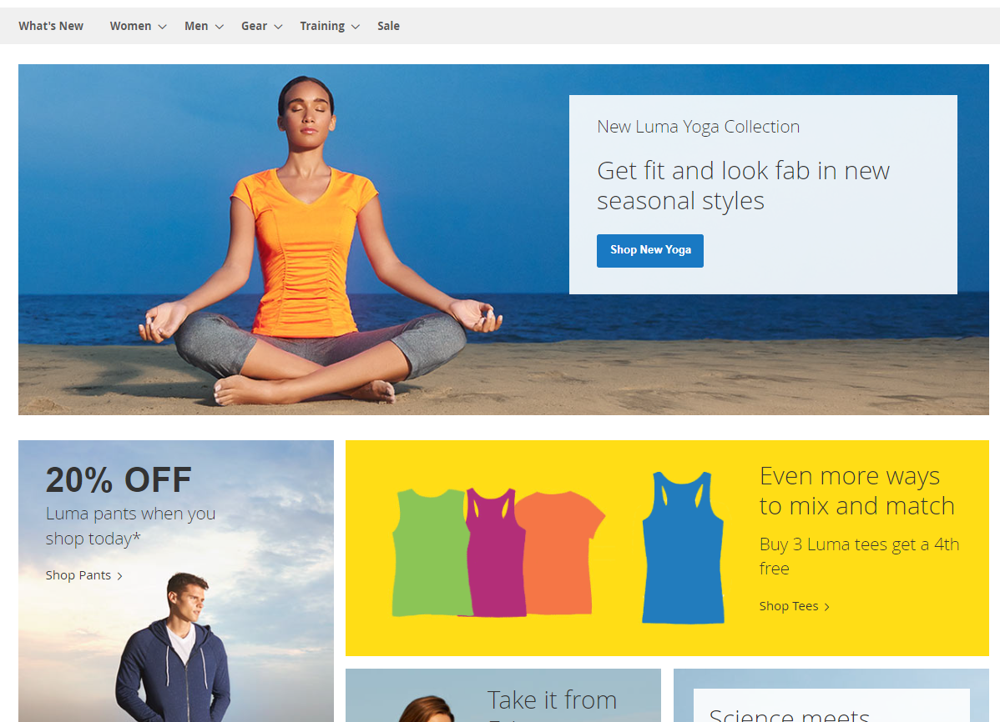 What's New Women Men Gear Training Sale
New Luma Yoga Collection
Get fit and look fab in new
seasonal styles
Shop New Yoga
20% OFF
Luma pants when you
shop today*
Shop Pants
Even more ways
to mix and match
Buy 3 Luma tees get a 4th
free
Shop Tees
Take it from
Science meets